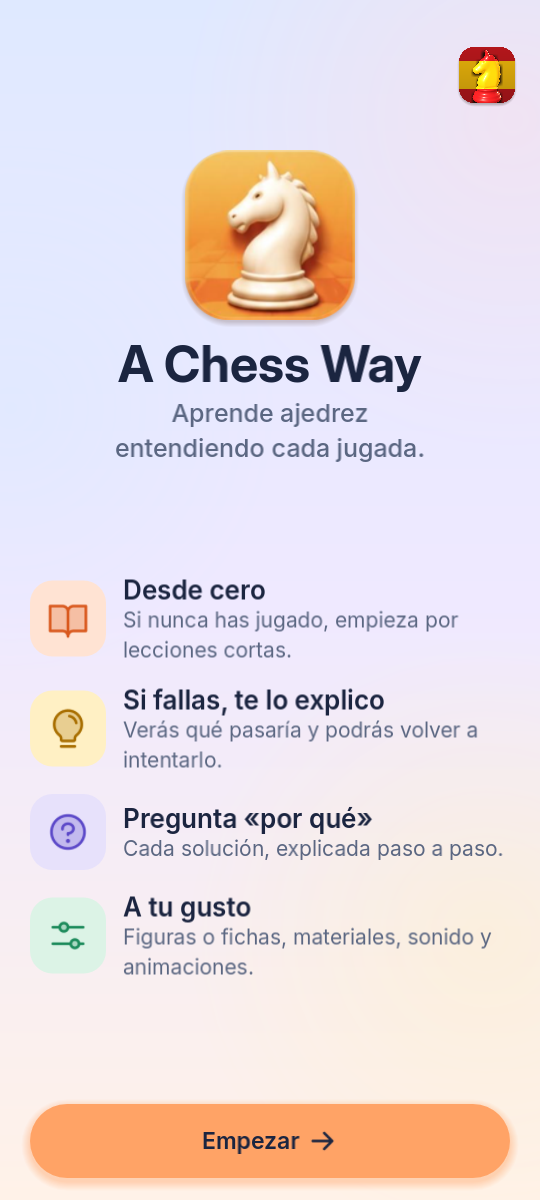 A Chess Way
Aprende ajedrez
entendiendo cada jugada.
Desde cero
Si nunca has jugado, empieza por
lecciones cortas.
Si fallas, te lo explico
Verás qué pasaría y podrás volver a
intentarlo.
Pregunta «por qué»
Cada solución, explicada paso a paso.
A tu gusto
Figuras o fichas, materiales, sonido y
animaciones.
Empezar →